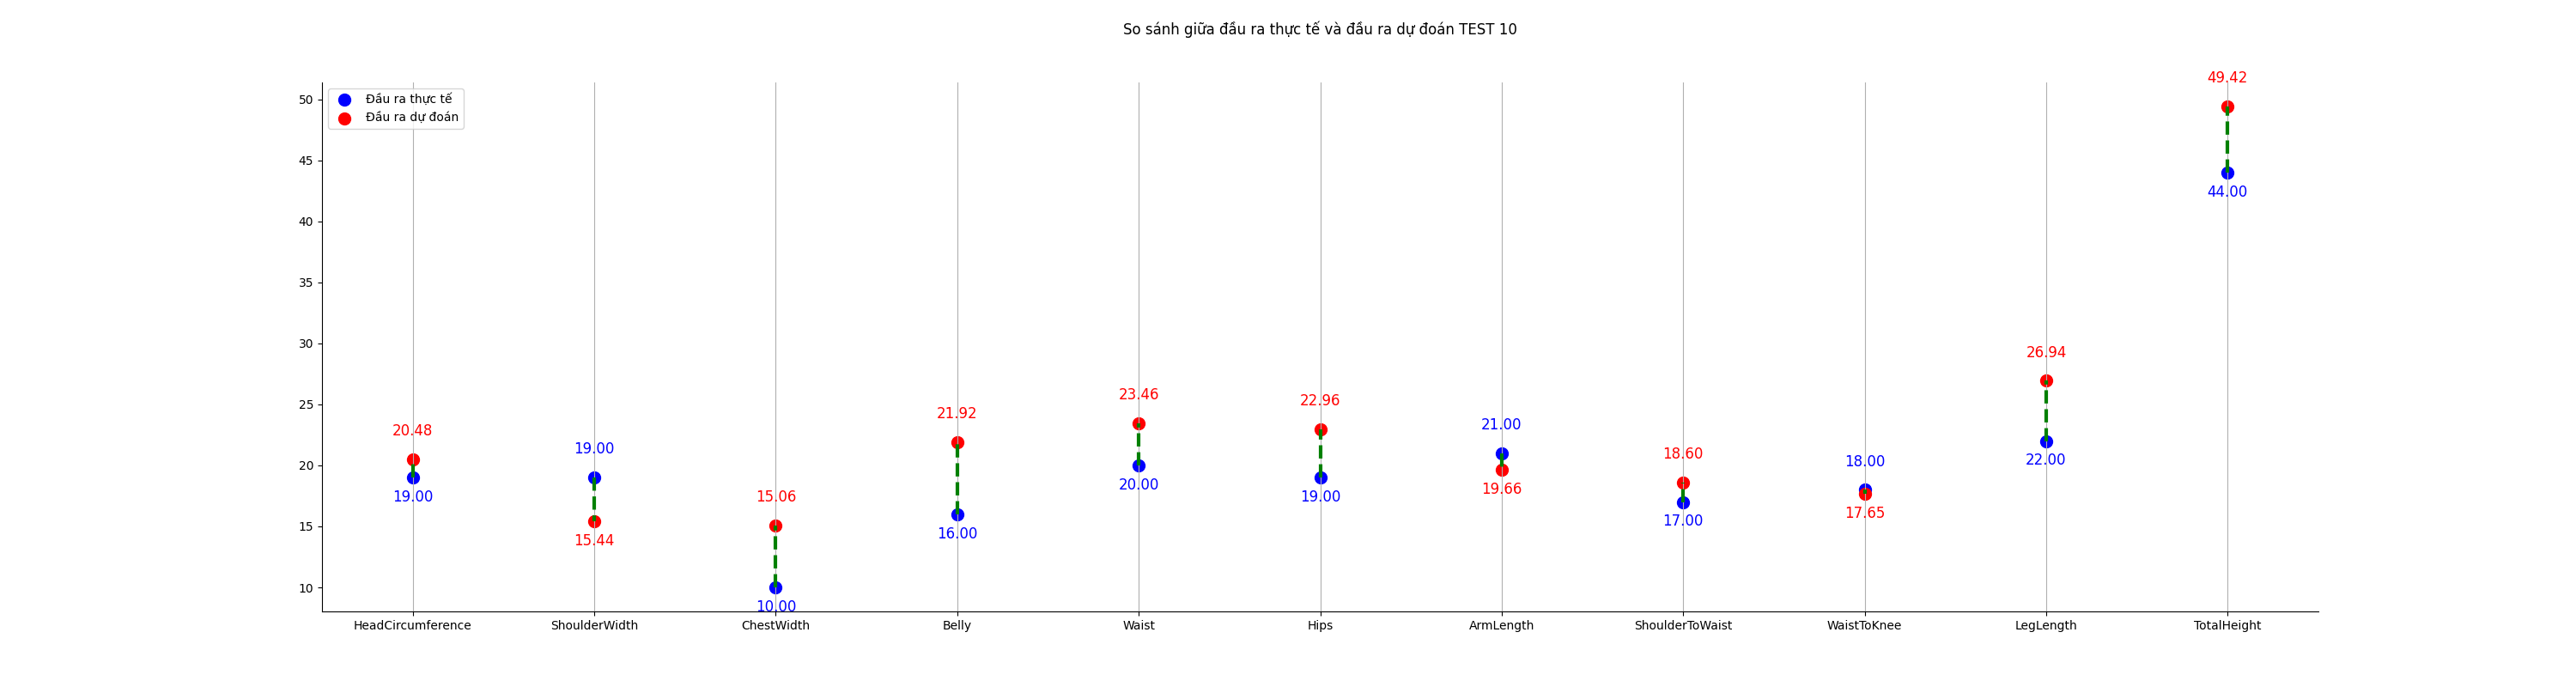 So sánh giữa đầu ra thực tế và đầu ra dự đoán TEST 10
Đầu ra thực tế
Đầu ra dự đoán
50
45
40
35
30
25
20
15
10
20.48
19.00
19.00
15.44
15.06
10.00
21.92
16.00
23.46
20.00
22.96
19.00
21.00
19.66
18.60
17.00
18.00
17.65
26.94
22.00
49.42
44.00
HeadCircumference
ShoulderWidth
ChestWidth
Belly
Waist
Hips
ArmLength
ShoulderToWaist
WaistToKnee
LegLength
TotalHeight